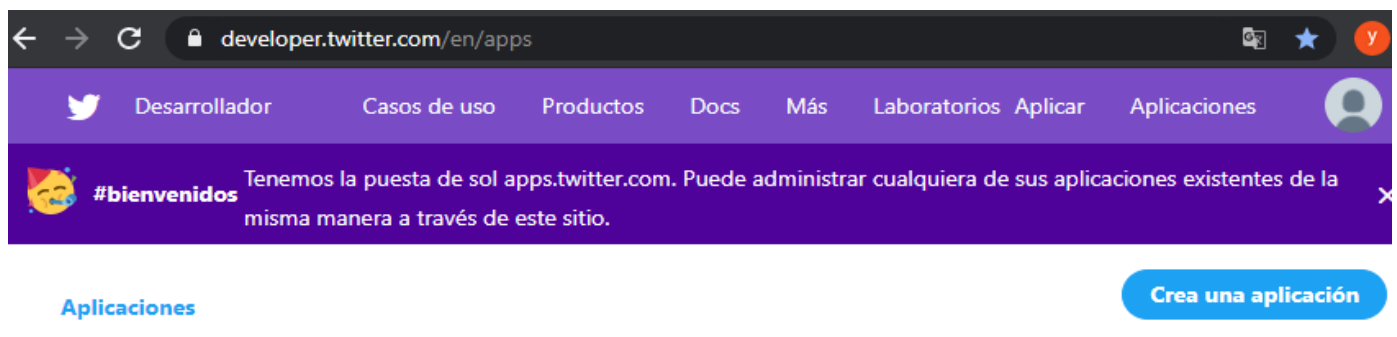 developer.twitter.com/en/apps
y
Desarrollador Casos de uso Productos Docs Más Laboratorios Aplicar Aplicaciones
#bienvenidos Tenemos la puesta de sol apps.twitter.com. Puede administrar cualquiera de sus aplicaciones existentes de la
misma manera a través de este sitio.
Crea una aplicación
Aplicaciones